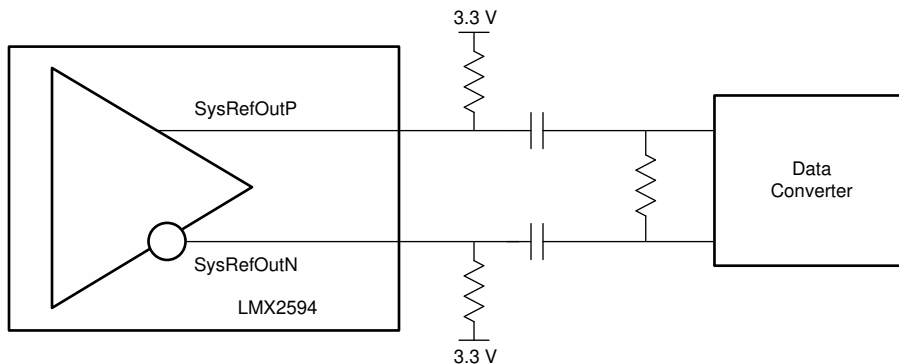 3.3 V
SysRefOutP
Data
Converter
SysRefOutN
LMX2594
3.3 V